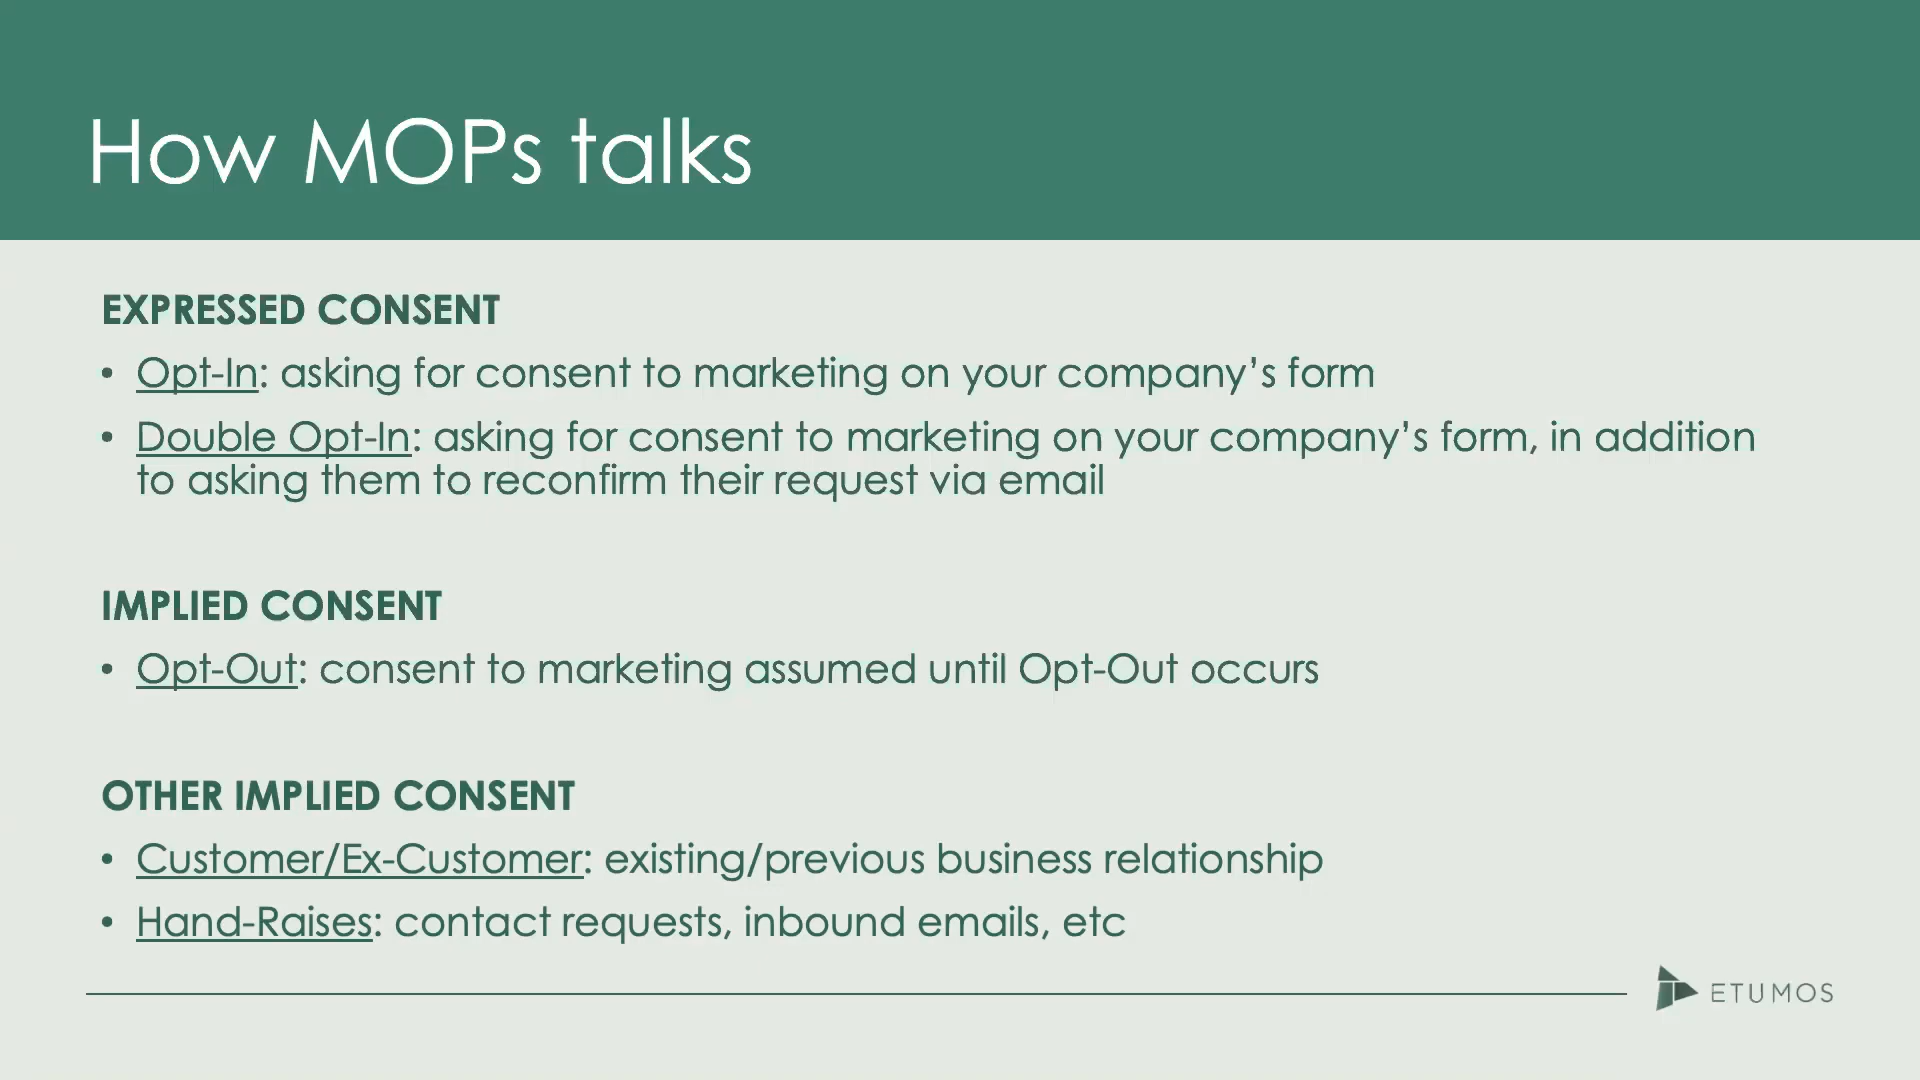 How MOPs talks
EXPRESSED CONSENT
• Opt-In: asking for consent to marketing on your company’s form
• Double Opt-In: asking for consent to marketing on your company’s form, in addition
to asking them to reconfirm their request via email
IMPLIED CONSENT
• Opt-Out: consent to marketing assumed until Opt-Out occurs
OTHER IMPLIED CONSENT
• Customer/Ex-Customer: existing/previous business relationship
• Hand-Raises: contact requests, inbound emails, etc
ETUMOS